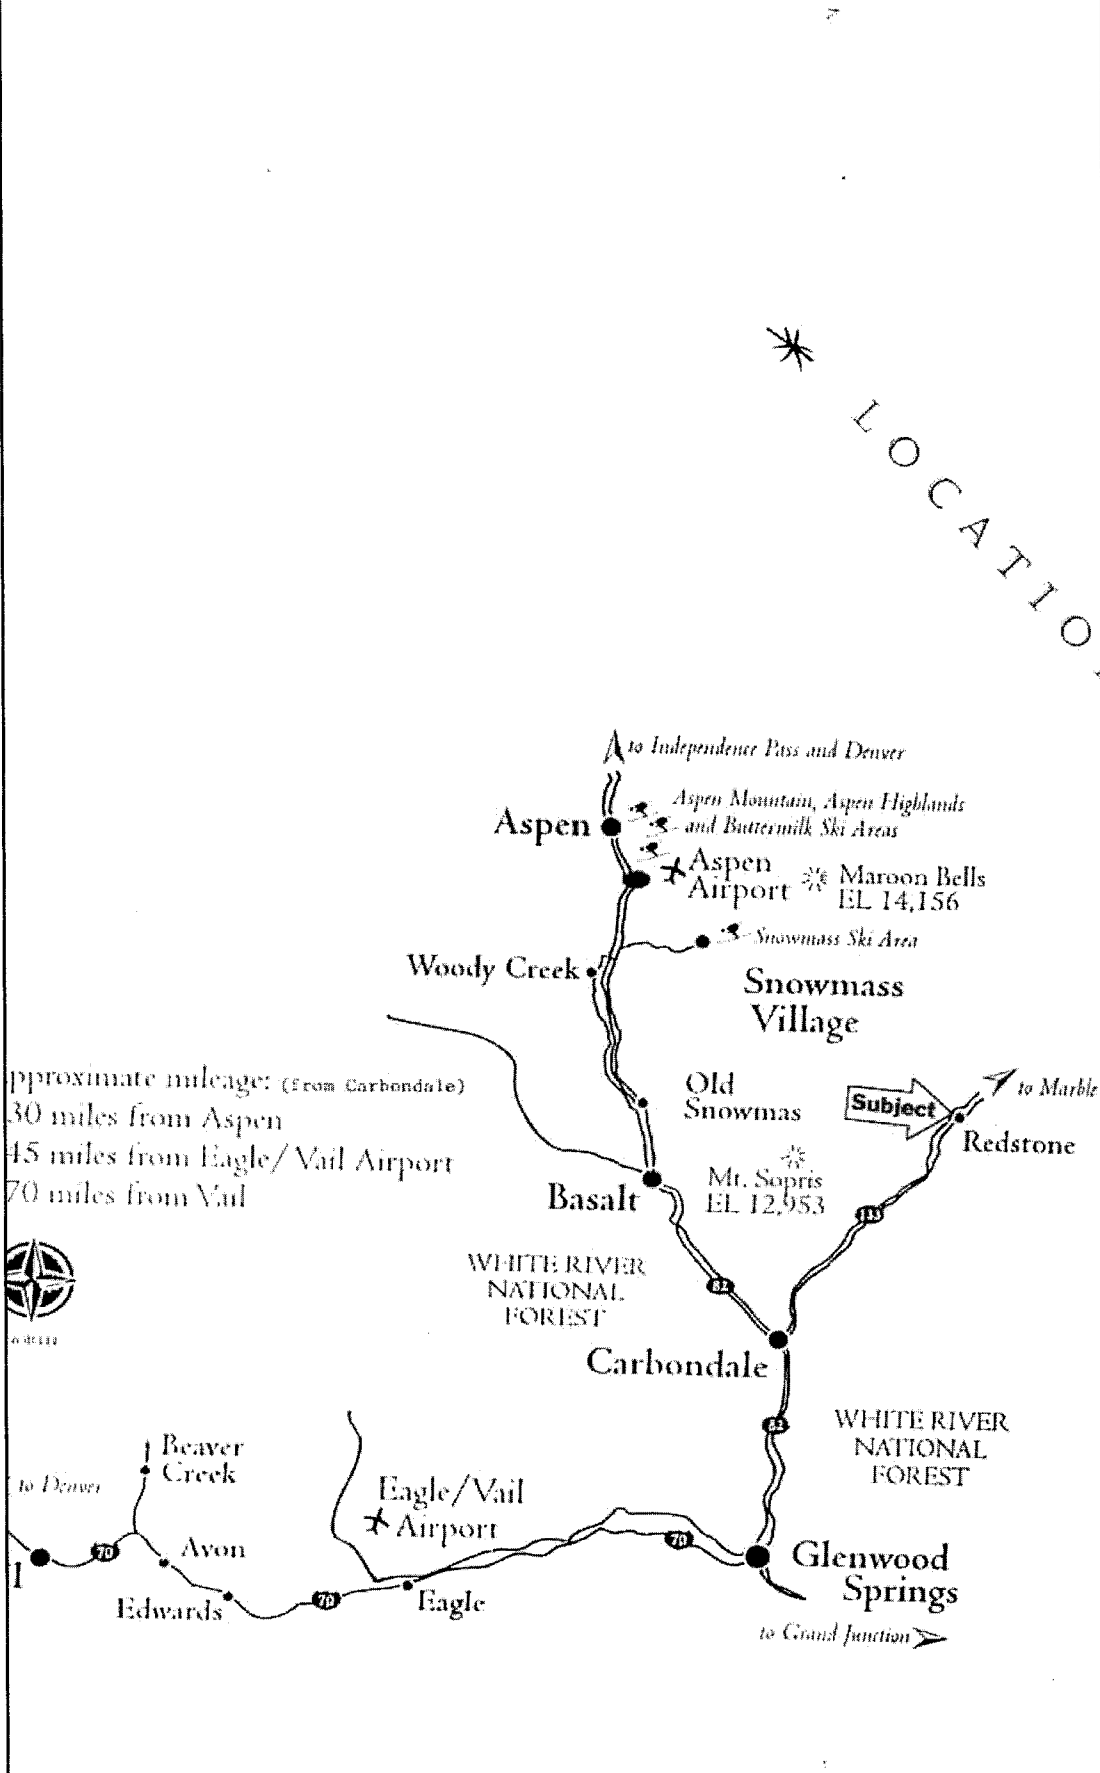 LOCATIO
to Independence Pass and Denver
Aspen Mountain, Aspen Highlands
and Buttermilk Ski Areas
Aspen
Aspen
Airport
Maroon Bells
EL 14,156
Snowmass Ski Area
Woody Creek
Snowmass
Village
pproximate mileage: (from Carbondale)
30 miles from Aspen
45 miles from Eagle/Vail Airport
70 miles from Vail
Old
Snowmas
Subject
to Marble
Redstone
Mt. Sopris
EL 12,953
Basalt
133
WHITE RIVER
NATIONAL
FOREST
82
Carbondale
82
WHITE RIVER
NATIONAL
FOREST
Beaver
Creek
to Denver
Eagle/Vail
Airport
70
Avon
l
70
Glenwood
Springs
Edwards
70
Eagle
to Grand Junction